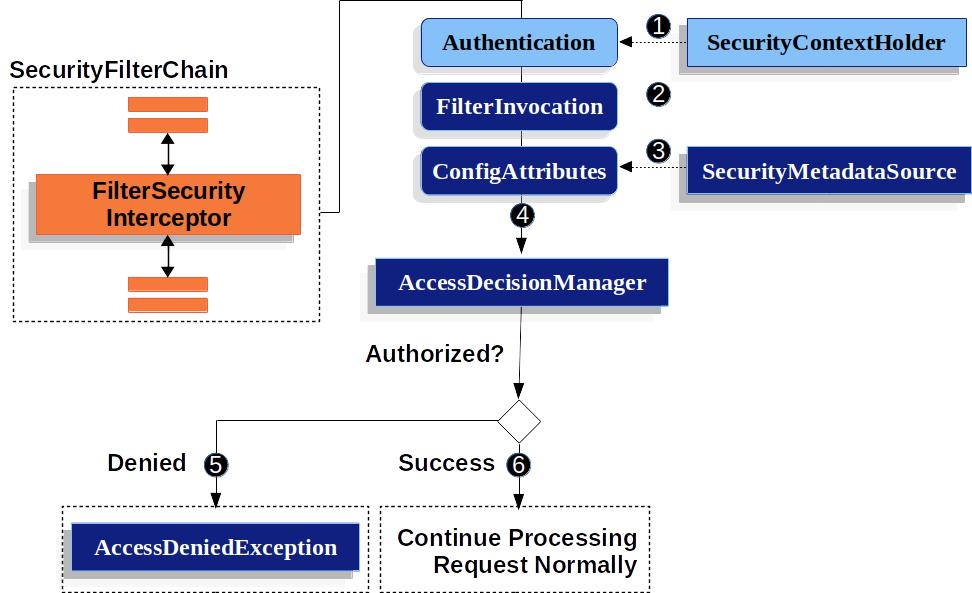 1
Authentication
SecurityContextHolder
SecurityFilterChain
2
FilterInvocation
3
ConfigAttributes
SecurityMetadataSource
FilterSecurity
Interceptor
4
AccessDecisionManager
Authorized?
Denied
5
Success
6
AccessDeniedException
Continue Processing
Request Normally